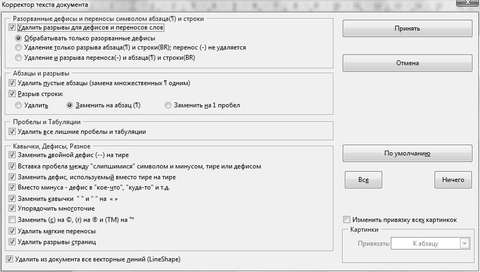 Корректор текста документа
Разорванные дефисы и переносы символом абзаца(¶) и строки
Удалить разрывы для дефисов и переносов слов
Обрабатывать только разорванные дефисы
Удаление только разрыва абзаца(¶) и строки(BR); перенос (-) не удаляется
Удаление и разрыва переноса(-) и абзаца(¶) и строки(BR)
Абзацы и разрывы
Удалить пустые абзацы (замена множественных ¶ одним)
Разрыв строки:
Удалить Заменить на абзац (¶) Заменить на 1 пробел
Пробелы и Табуляции
Удалить все лишние пробелы и табуляции
Кавычки, Дефисы, Разное
Заменить двойной дефис (--) на тире
Вставка пробела между "слипшимися" символом и минусом, тире или дефисом
Заменить дефис, используемый вместо тире на тире
Вместо минуса - дефис в "кое-что", "куда-то" и т.д.
Заменить кавычки " " и " " на « »
Упорядочить многоточие
Заменить (c) на ©, (r) на ® и (TM) на ™
Удалить мягкие переносы
Удалить разрывы страниц
Удалить из документа все векторные линий (LineShape)
Принять
Отмена
По умолчанию
Все Ничего
Изменить привязку всех картинкок
Картинки
Привязать: К абзацу